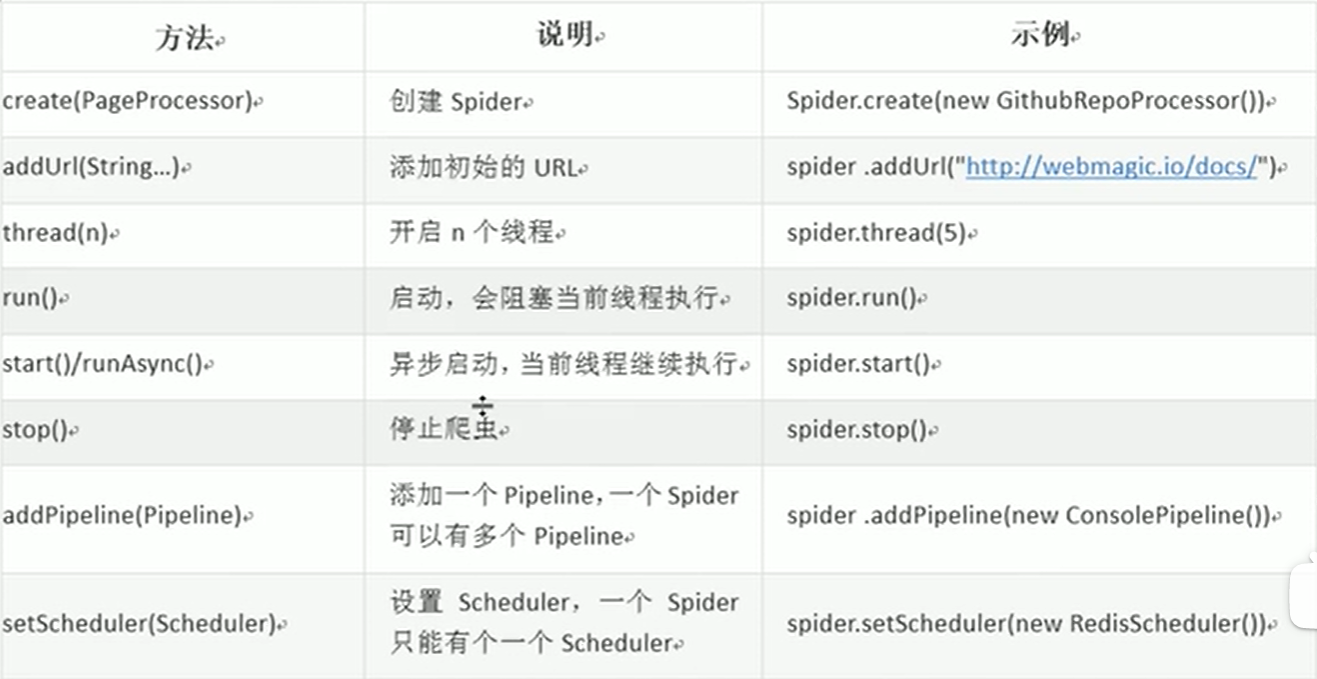 方法 说明 示例
create(PageProcessor) 创建 Spider Spider.create(new GithubRepoProcessor())
addUrl(String...) 添加初始的 URL spider .addUrl("http://webmagic.io/docs/")
thread(n) 开启 n 个线程 spider.thread(5)
run() 启动，会阻塞当前线程执行 spider.run()
start()/runAsync() 异步启动，当前线程继续执行 spider.start()
stop() 停止爬虫 spider.stop()
addPipeline(Pipeline) 添加一个 Pipeline，一个 Spider
可以有多个 Pipeline spider .addPipeline(new ConsolePipeline())
setScheduler(Scheduler) 设置 Scheduler，一个 Spider
只能有个一个 Scheduler spider.setScheduler(new RedisScheduler())